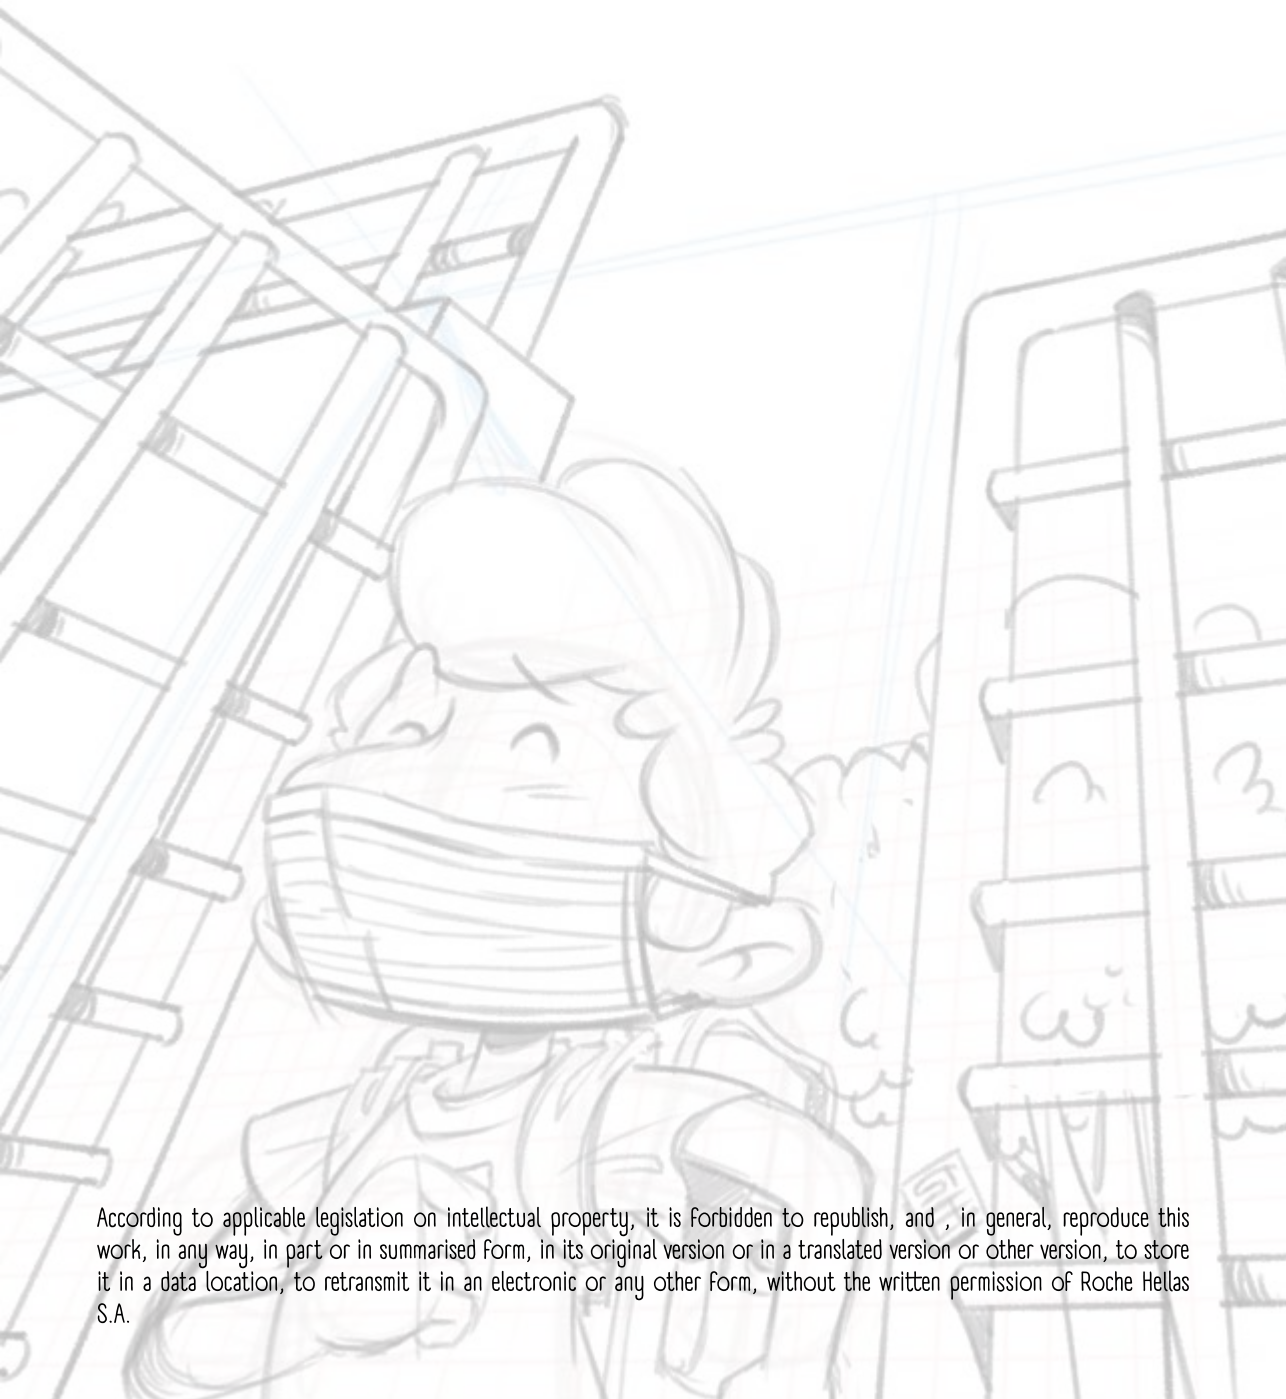 According to applicable legislation on intellectual property, it is forbidden to republish, and , in general, reproduce this
work, in any way, in part or in summarised form, in its original version or in a translated version or other version, to store
it in a data location, to retransmit it in an electronic or any other form, without the written permission of Roche Hellas
S.A.